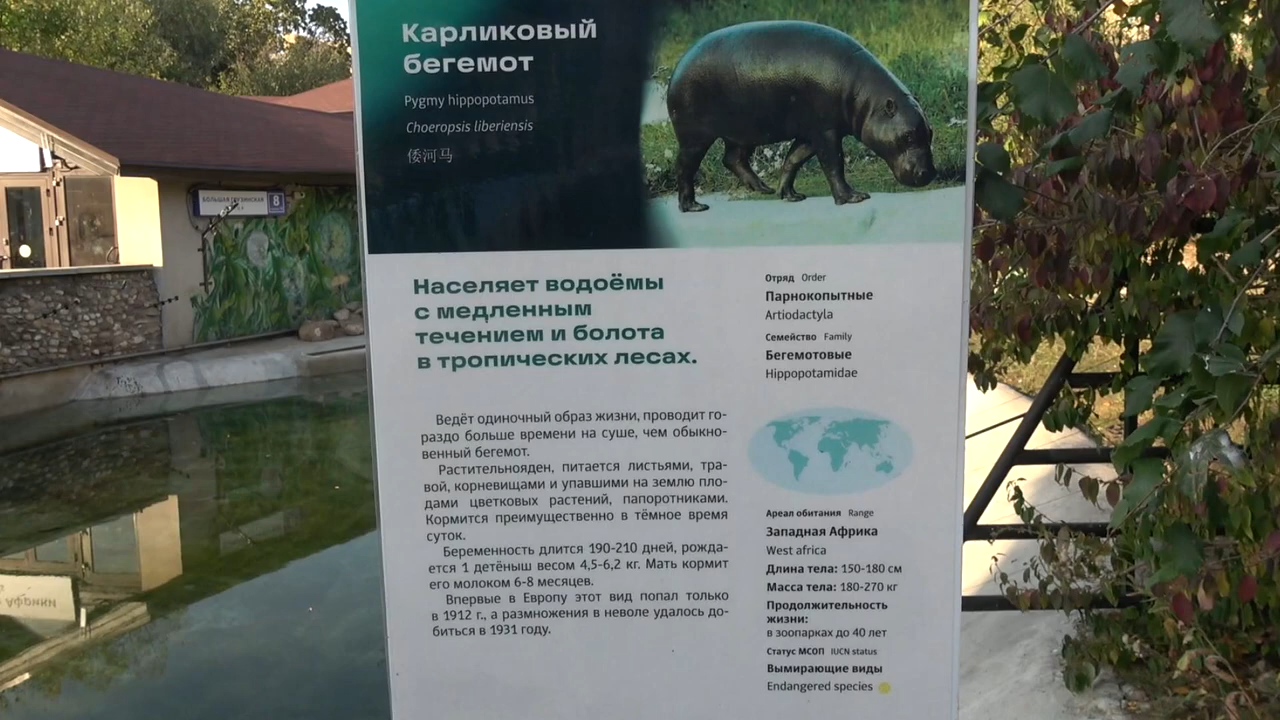 Карликовый
бегемот
Pygmy hippopotamus
Choeropsis liberiensis
倭河马
БОЛЬШАЯ ГРУЗИНСКАЯ
8
Населяет водоёмы
с медленным
течением и болота
в тропических лесах.
Ведёт одиночный образ жизни, проводит го-
раздо больше времени на суше, чем обыкно-
венный бегемот.
Растительнояден, питается листьями, тра-
вой, корневищами и упавшими на землю пло-
дами цветковых растений, папоротниками.
Кормится преимущественно в тёмное время
суток.
Беременность длится 190-210 дней, рожда-
ется 1 детёныш весом 4,5-6,2 кг. Мать кормит
его молоком 6-8 месяцев.
Впервые в Европу этот вид попал только
в 1912 г., а размножения в неволе удалось до-
биться в 1931 году.
Отряд Order
Парнокопытные
Artiodactyla
Семейство Family
Бегемотовые
Hippopotamidae
Ареал обитания Range
Западная Африка
West africa
Длина тела: 150-180 см
Масса тела: 180-270 кг
Продолжительность
жизни:
в зоопарках до 40 лет
Статус МСОП IUCN status
Вымирающие виды
Endangered species